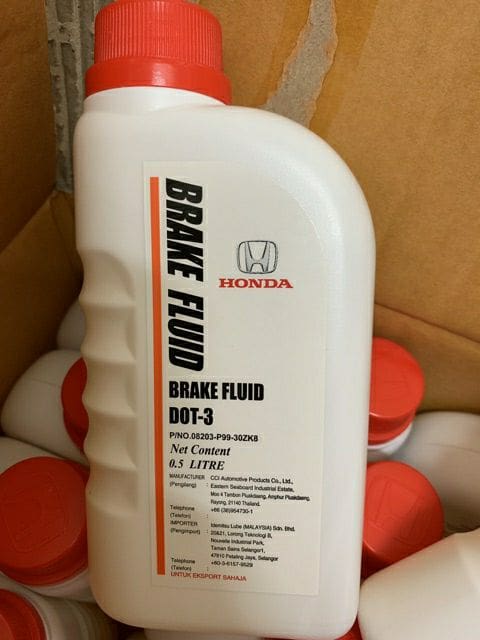 BRAKE FLUID
HONDA
BRAKE FLUID
DOT-3
P/NO.08203-P99-30ZK8
Net Content
0.5 LITRE
MANUFACTURER : CCI Automotive Products Co., Ltd.,
(Pengilang) Eastern Seaboard Industrial Estate,
Moo 4 Tambon Pluakdaeng, Amphur Pluakdaeng,
Rayong, 21140 Thailand.
Telephone
(Telefon) : +66 (38)954730-1
IMPORTER : Idemitsu Lube (MALAYSIA) Sdn. Bhd.
(Pengimport) 20&21, Lorong Teknologi B,
Nouvelle Industrial Park,
Taman Sains Selangor1,
47810 Petaling Jaya, Selangor
Telephone : +60-3-6157-9529
(Telefon)
UNTUK EKSPORT SAHAJA